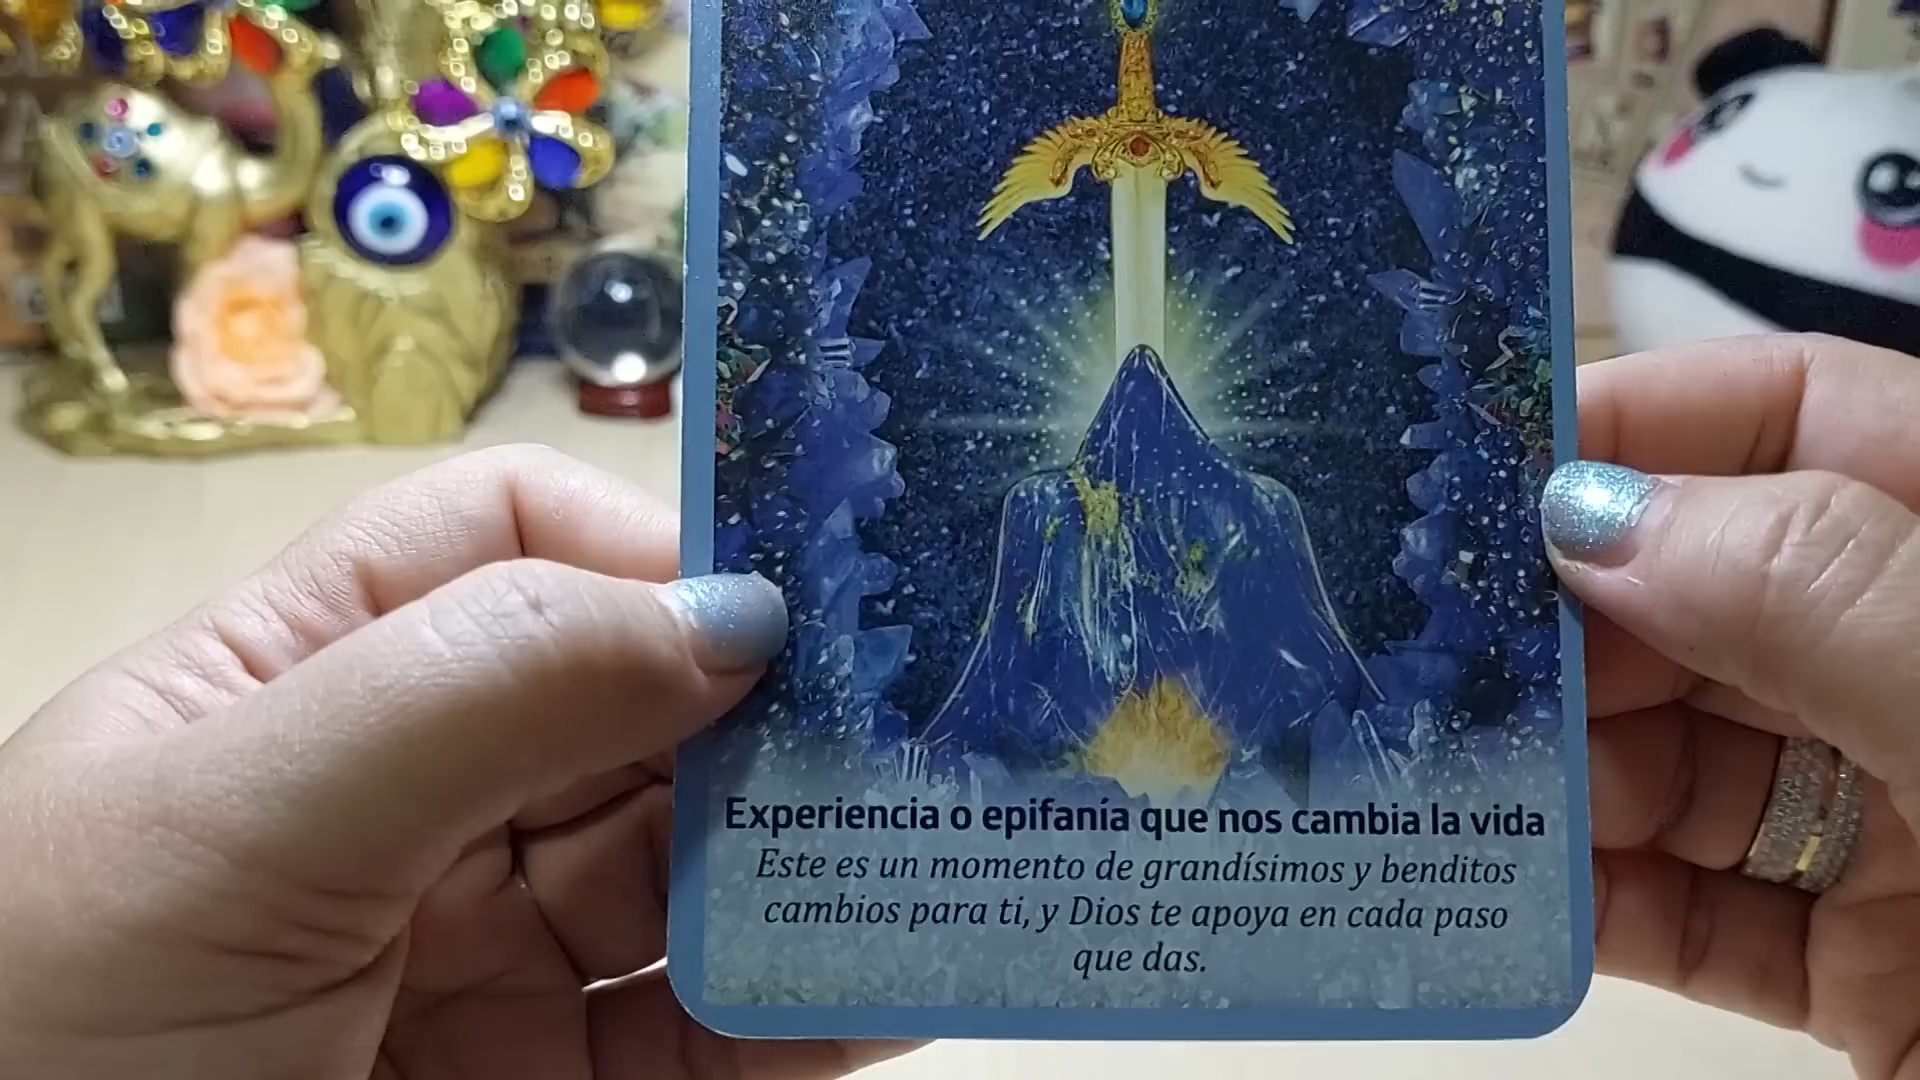 Experiencia o epifanía que nos cambia la vida
Este es un momento de grandísimos y benditos
cambios para ti, y Dios te apoya en cada paso
que das.